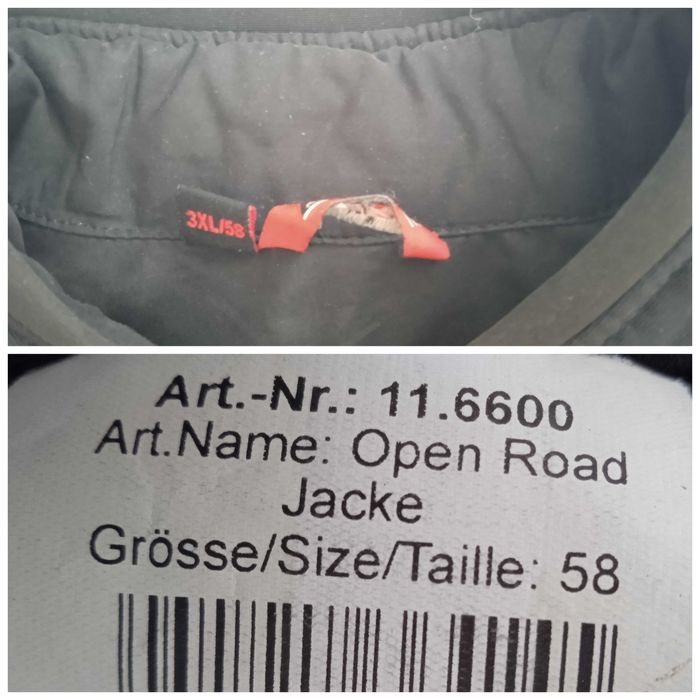 3XL/58
Art.-Nr.: 11.6600
Art.Name: Open Road
Jacke
Grösse/Size/Taille: 58